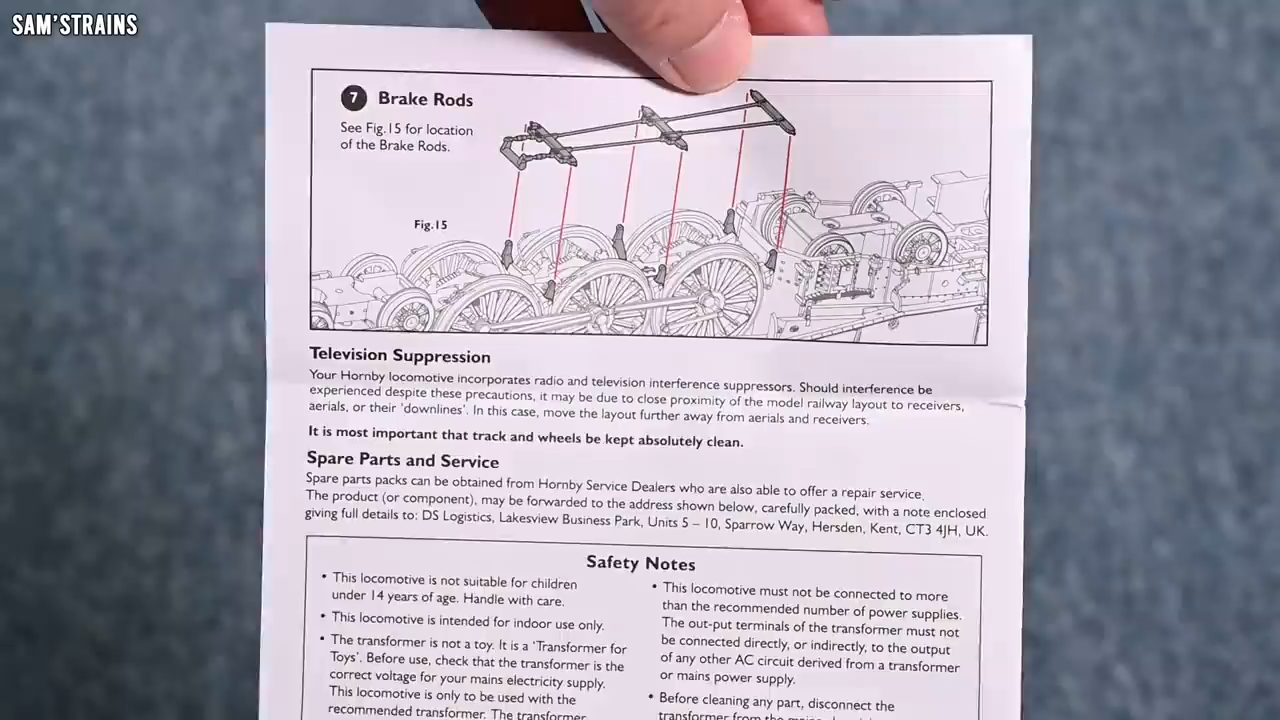 SAM'STRAINS
7 Brake Rods
See Fig.15 for location
of the Brake Rods.
Fig.15
Television Suppression
Your Hornby locomotive incorporates radio and television interference suppressors. Should interference be
experienced despite these precautions, it may be due to close proximity of the model railway layout to receivers,
aerials, or their 'downlines'. In this case, move the layout further away from aerials and receivers.
It is most important that track and wheels be kept absolutely clean.
Spare Parts and Service
Spare parts packs can be obtained from Hornby Service Dealers who are also able to offer a repair service.
The product (or component), may be forwarded to the address shown below, carefully packed, with a note enclosed
giving full details to: DS Logistics, Lakesview Business Park, Units 5 – 10, Sparrow Way, Hersden, Kent, CT3 4JH, UK.
Safety Notes
• This locomotive is not suitable for children
under 14 years of age. Handle with care.
• This locomotive is intended for indoor use only.
• The transformer is not a toy. It is a 'Transformer for
Toys'. Before use, check that the transformer is the
correct voltage for your mains electricity supply.
This locomotive is only to be used with the
recommended transformer. The transformer
• This locomotive must not be connected to more
than the recommended number of power supplies.
The out-put terminals of the transformer must not
be connected directly, or indirectly, to the output
of any other AC circuit derived from a transformer
or mains power supply.
• Before cleaning any part, disconnect the
transformer from the mains